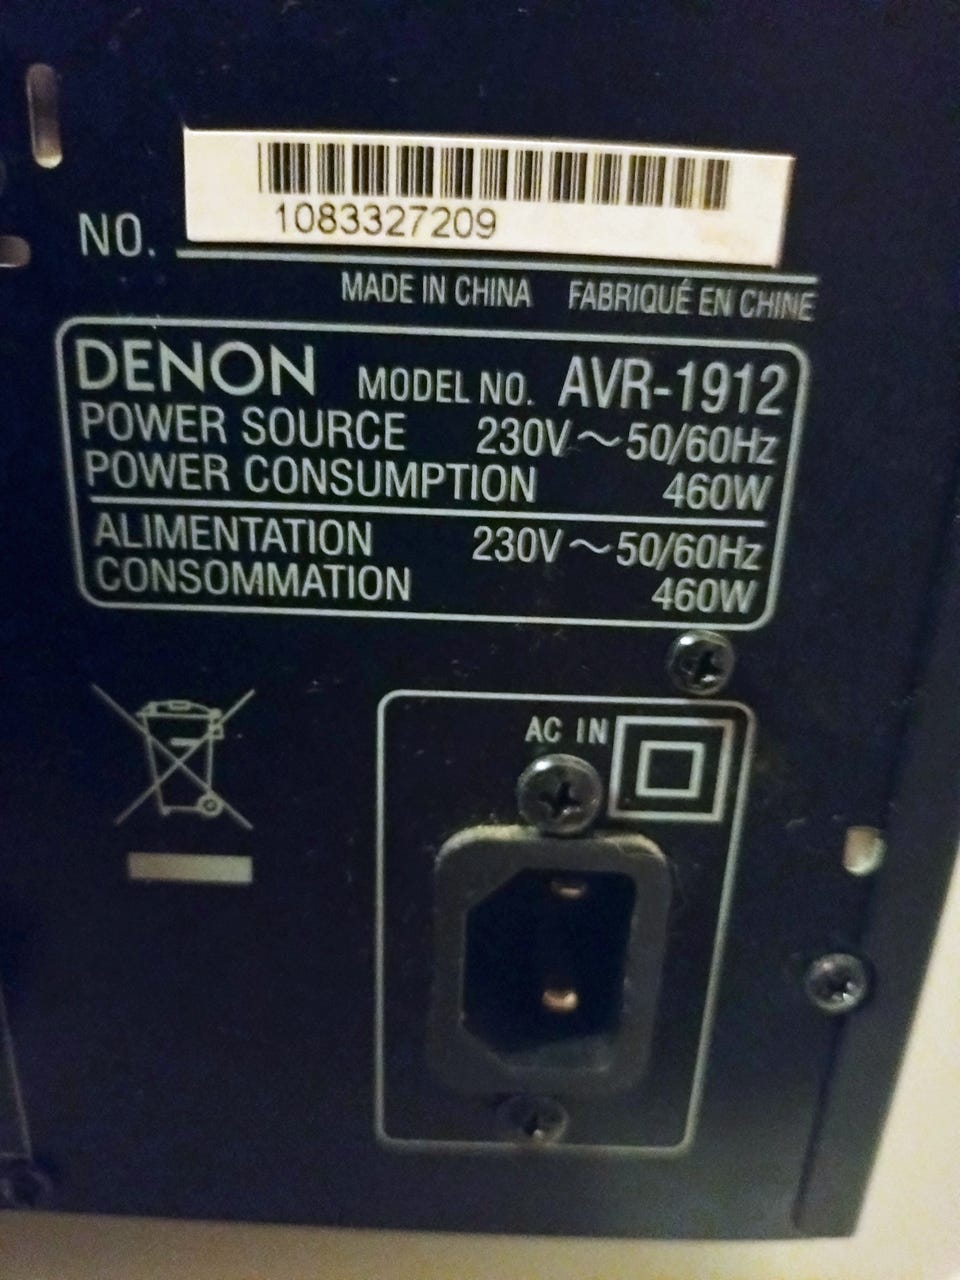 1083327209
NO.
MADE IN CHINA FABRIQUÉ EN CHINE
DENON MODEL NO. AVR-1912
POWER SOURCE 230V ～ 50/60Hz
POWER CONSUMPTION 460W
ALIMENTATION 230V ～ 50/60Hz
CONSOMMATION 460W
AC IN